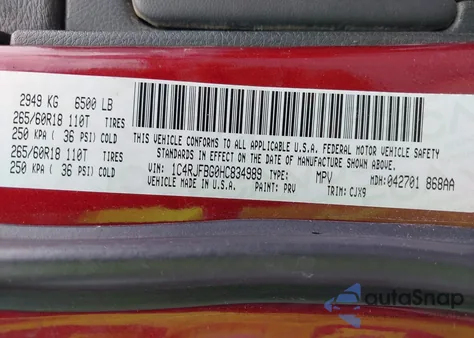 2949 KG 6500 LB
265/60R18 110T TIRES
250 KPA ( 36 PSI) COLD
265/60R18 110T TIRES
250 KPA ( 36 PSI) COLD
THIS VEHICLE CONFORMS TO ALL APPLICABLE U.S.A. FEDERAL MOTOR VEHICLE SAFETY
STANDARDS IN EFFECT ON THE DATE OF MANUFACTURE SHOWN ABOVE.
VIN: 1C4RJFBG0HC834989 TYPE: MPV MDH: 042701 868AA
VEHICLE MADE IN U.S.A. PAINT: PRV TRIM: CJX9
autoSnap